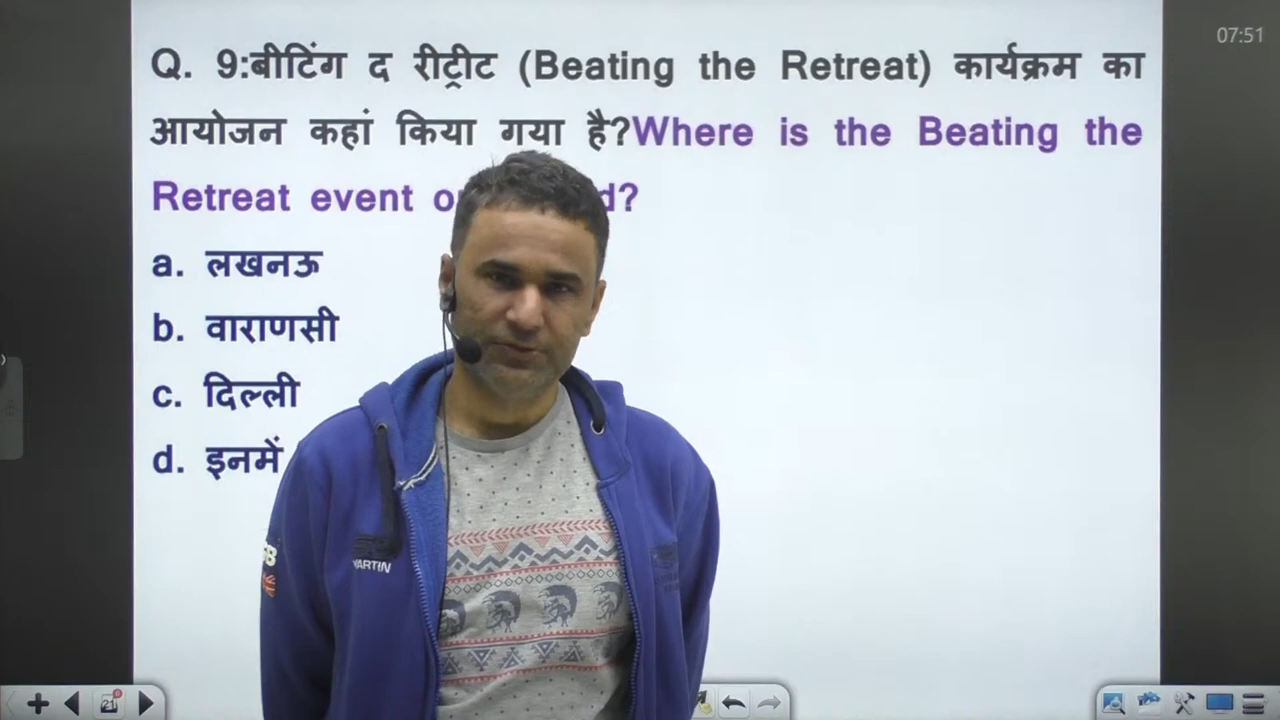 07:51
Q. 9:बीटिंग द रीट्रीट (Beating the Retreat) कार्यक्रम का
आयोजन कहां किया गया है?Where is the Beating the
Retreat event
a. लखनऊ
b. वाराणसी
c. दिल्ली
d. इनमें
MARTIN
21